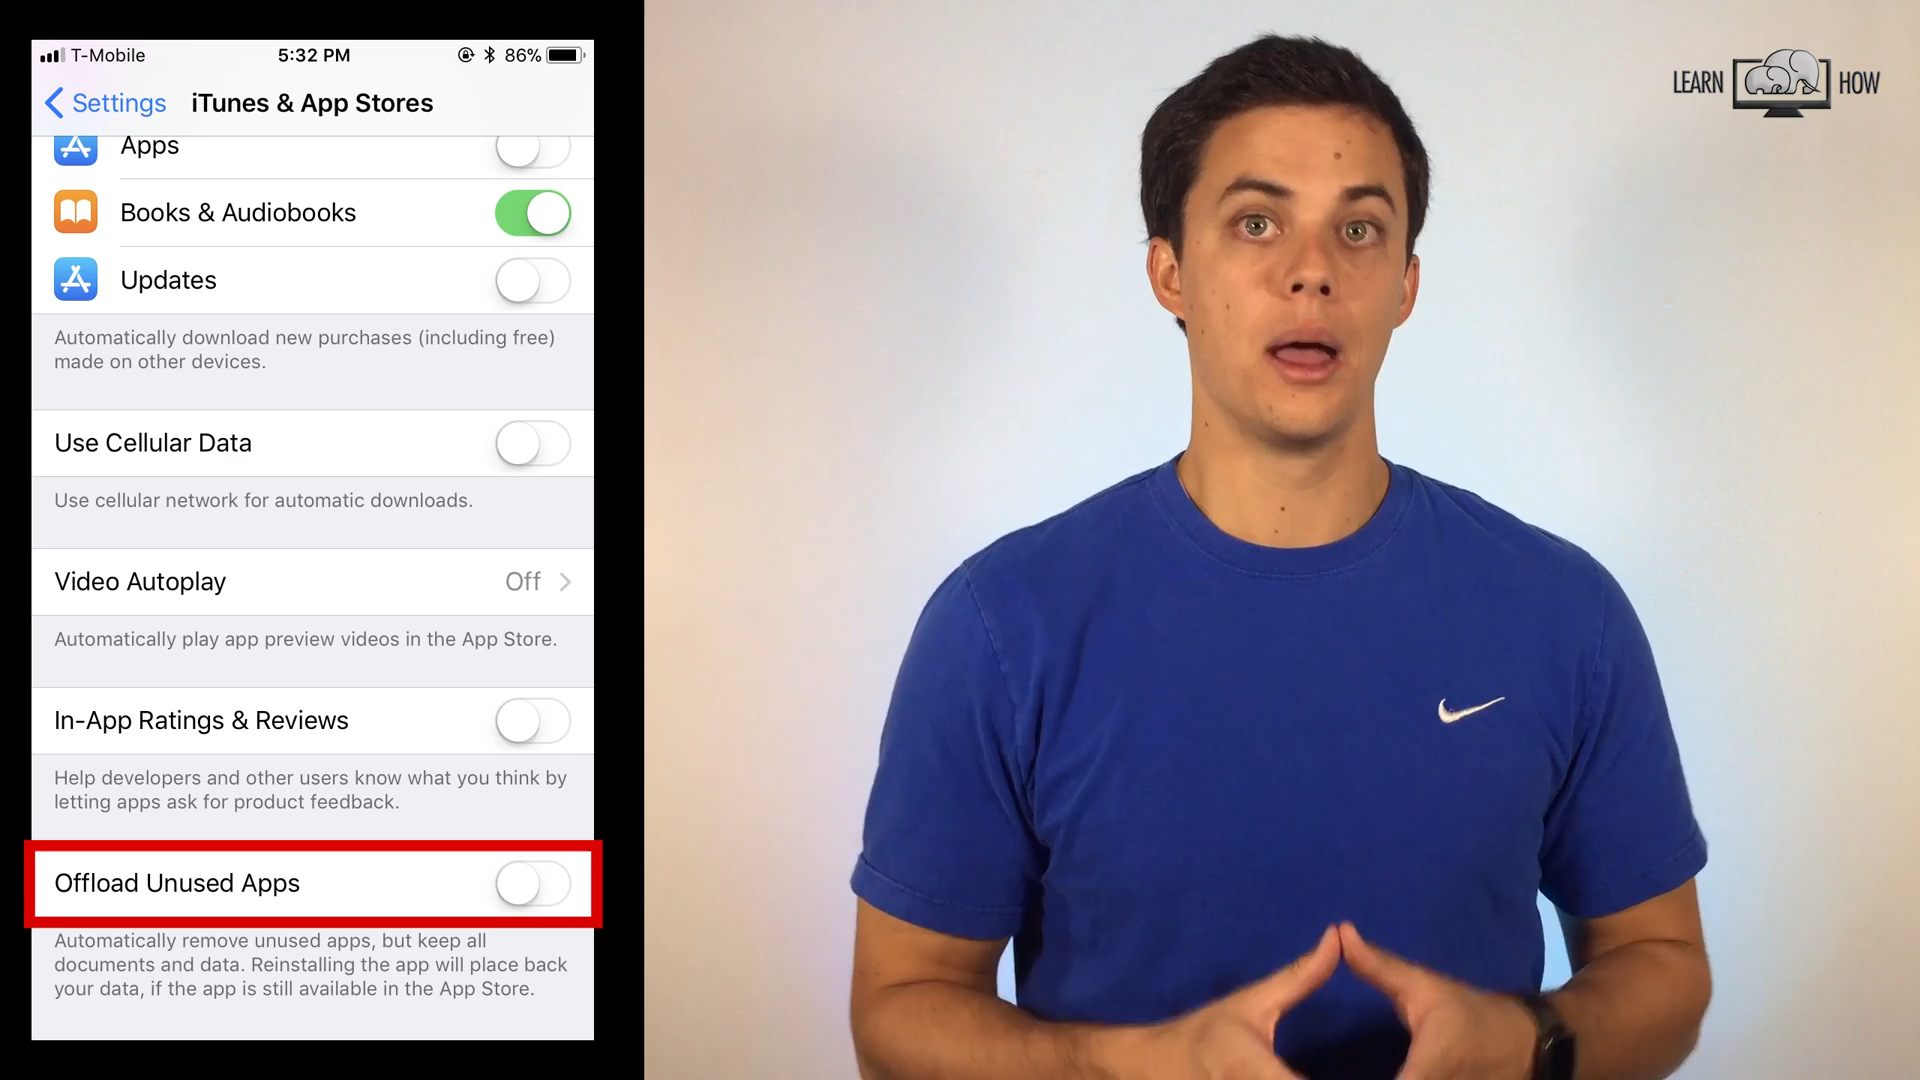 T-Mobile 5:32 PM 86%
Settings iTunes & App Stores
Apps
Books & Audiobooks
Updates
Automatically download new purchases (including free)
made on other devices.
Use Cellular Data
Use cellular network for automatic downloads.
Video Autoplay Off
Automatically play app preview videos in the App Store.
In-App Ratings & Reviews
Help developers and other users know what you think by
letting apps ask for product feedback.
Offload Unused Apps
Automatically remove unused apps, but keep all
documents and data. Reinstalling the app will place back
your data, if the app is still available in the App Store.
LEARN HOW